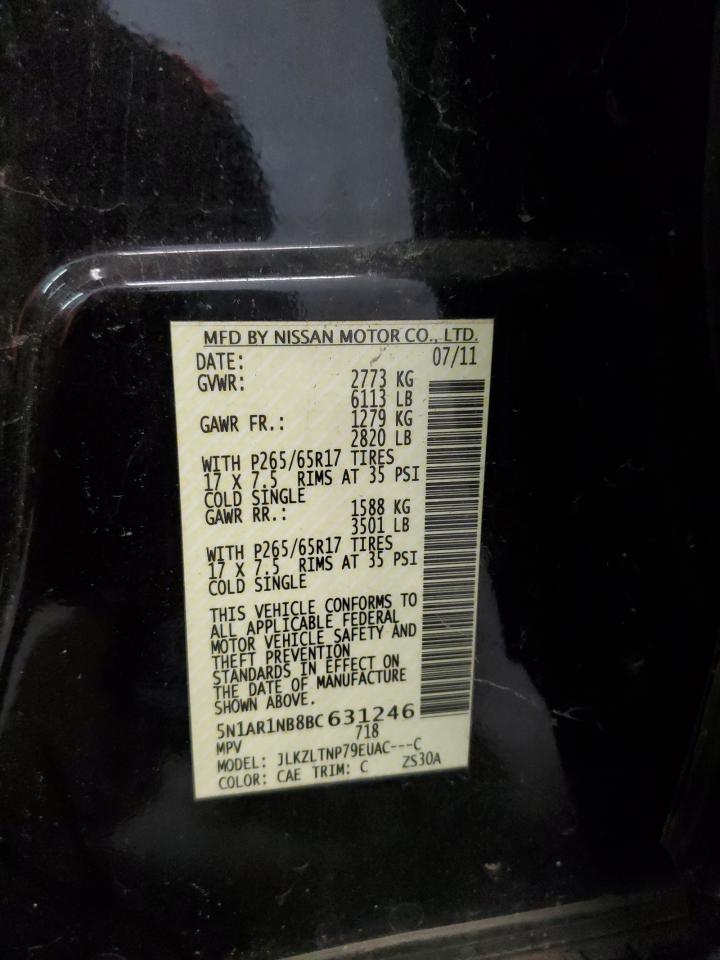 MFD BY NISSAN MOTOR CO., LTD.
DATE: 07/11
GVWR: 2773 KG
6113 LB
GAWR FR.: 1279 KG
2820 LB
WITH P265/65R17 TIRES
17 X 7.5 RIMS AT 35 PSI
COLD SINGLE
GAWR RR.: 1588 KG
3501 LB
WITH P265/65R17 TIRES
17 X 7.5 RIMS AT 35 PSI
COLD SINGLE
THIS VEHICLE CONFORMS TO
ALL APPLICABLE FEDERAL
MOTOR VEHICLE SAFETY AND
THEFT PREVENTION
STANDARDS IN EFFECT ON
THE DATE OF MANUFACTURE
SHOWN ABOVE.
5N1AR1NB8BC631246
MPV 718
MODEL: JLKZLTNP79EUAC---C
COLOR: CAE TRIM: C ZS30A